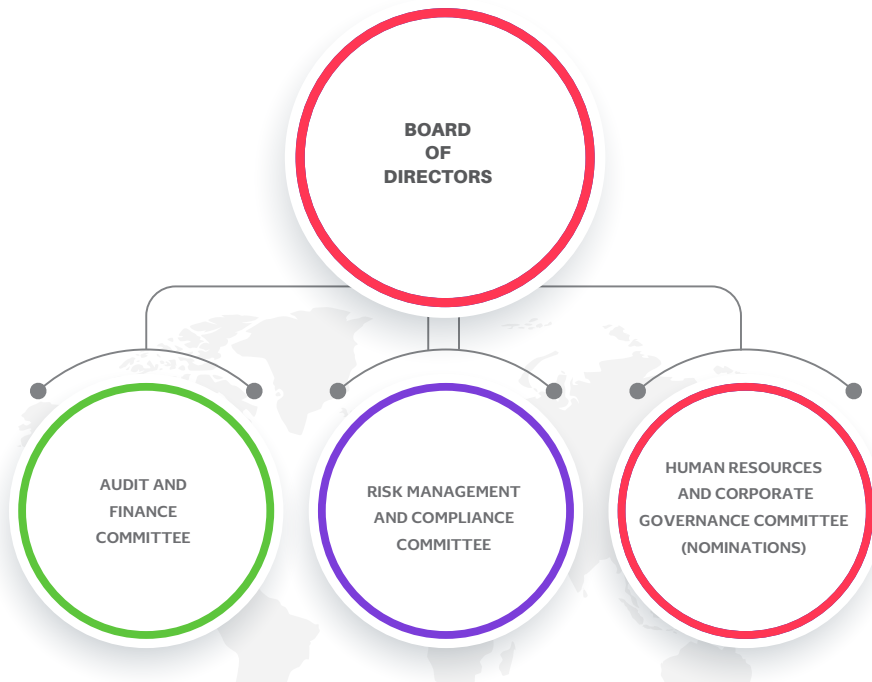 BOARD
OF
DIRECTORS
AUDIT AND
FINANCE
COMMITTEE
RISK MANAGEMENT
AND COMPLIANCE
COMMITTEE
HUMAN RESOURCES
AND CORPORATE
GOVERNANCE COMMITTEE
(NOMINATIONS)